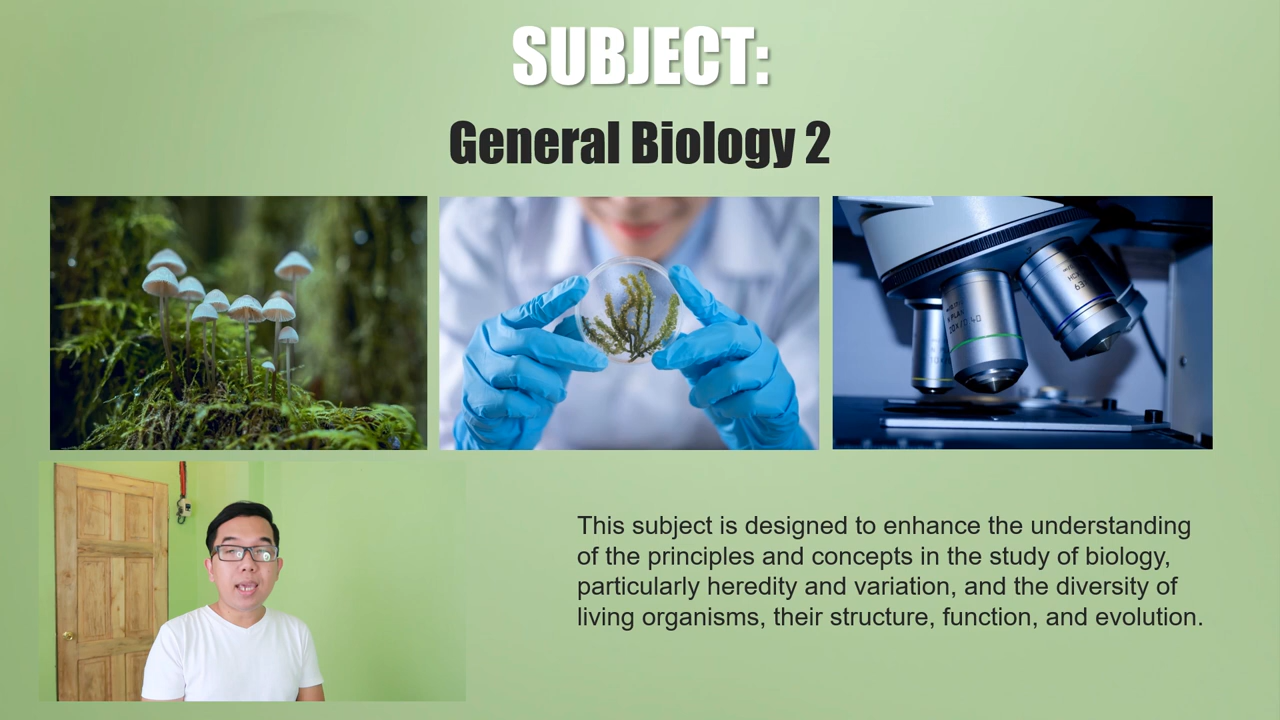 SUBJECT:
General Biology 2
This subject is designed to enhance the understanding
of the principles and concepts in the study of biology,
particularly heredity and variation, and the diversity of
living organisms, their structure, function, and evolution.